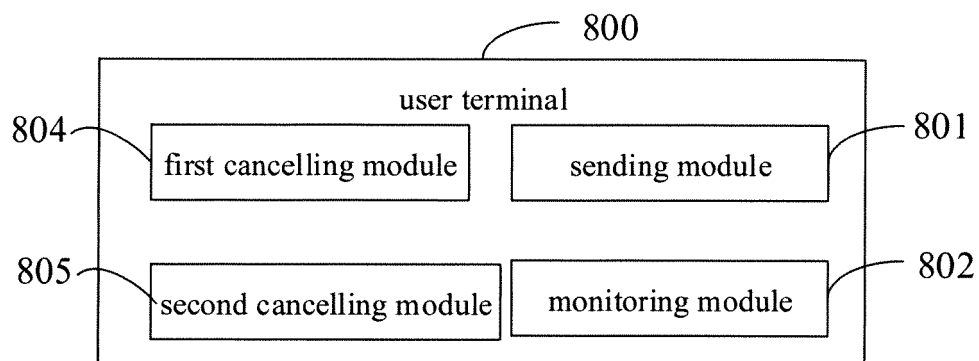 800
user terminal
804
801
first cancelling module
sending module
805
802
second cancelling module
monitoring module